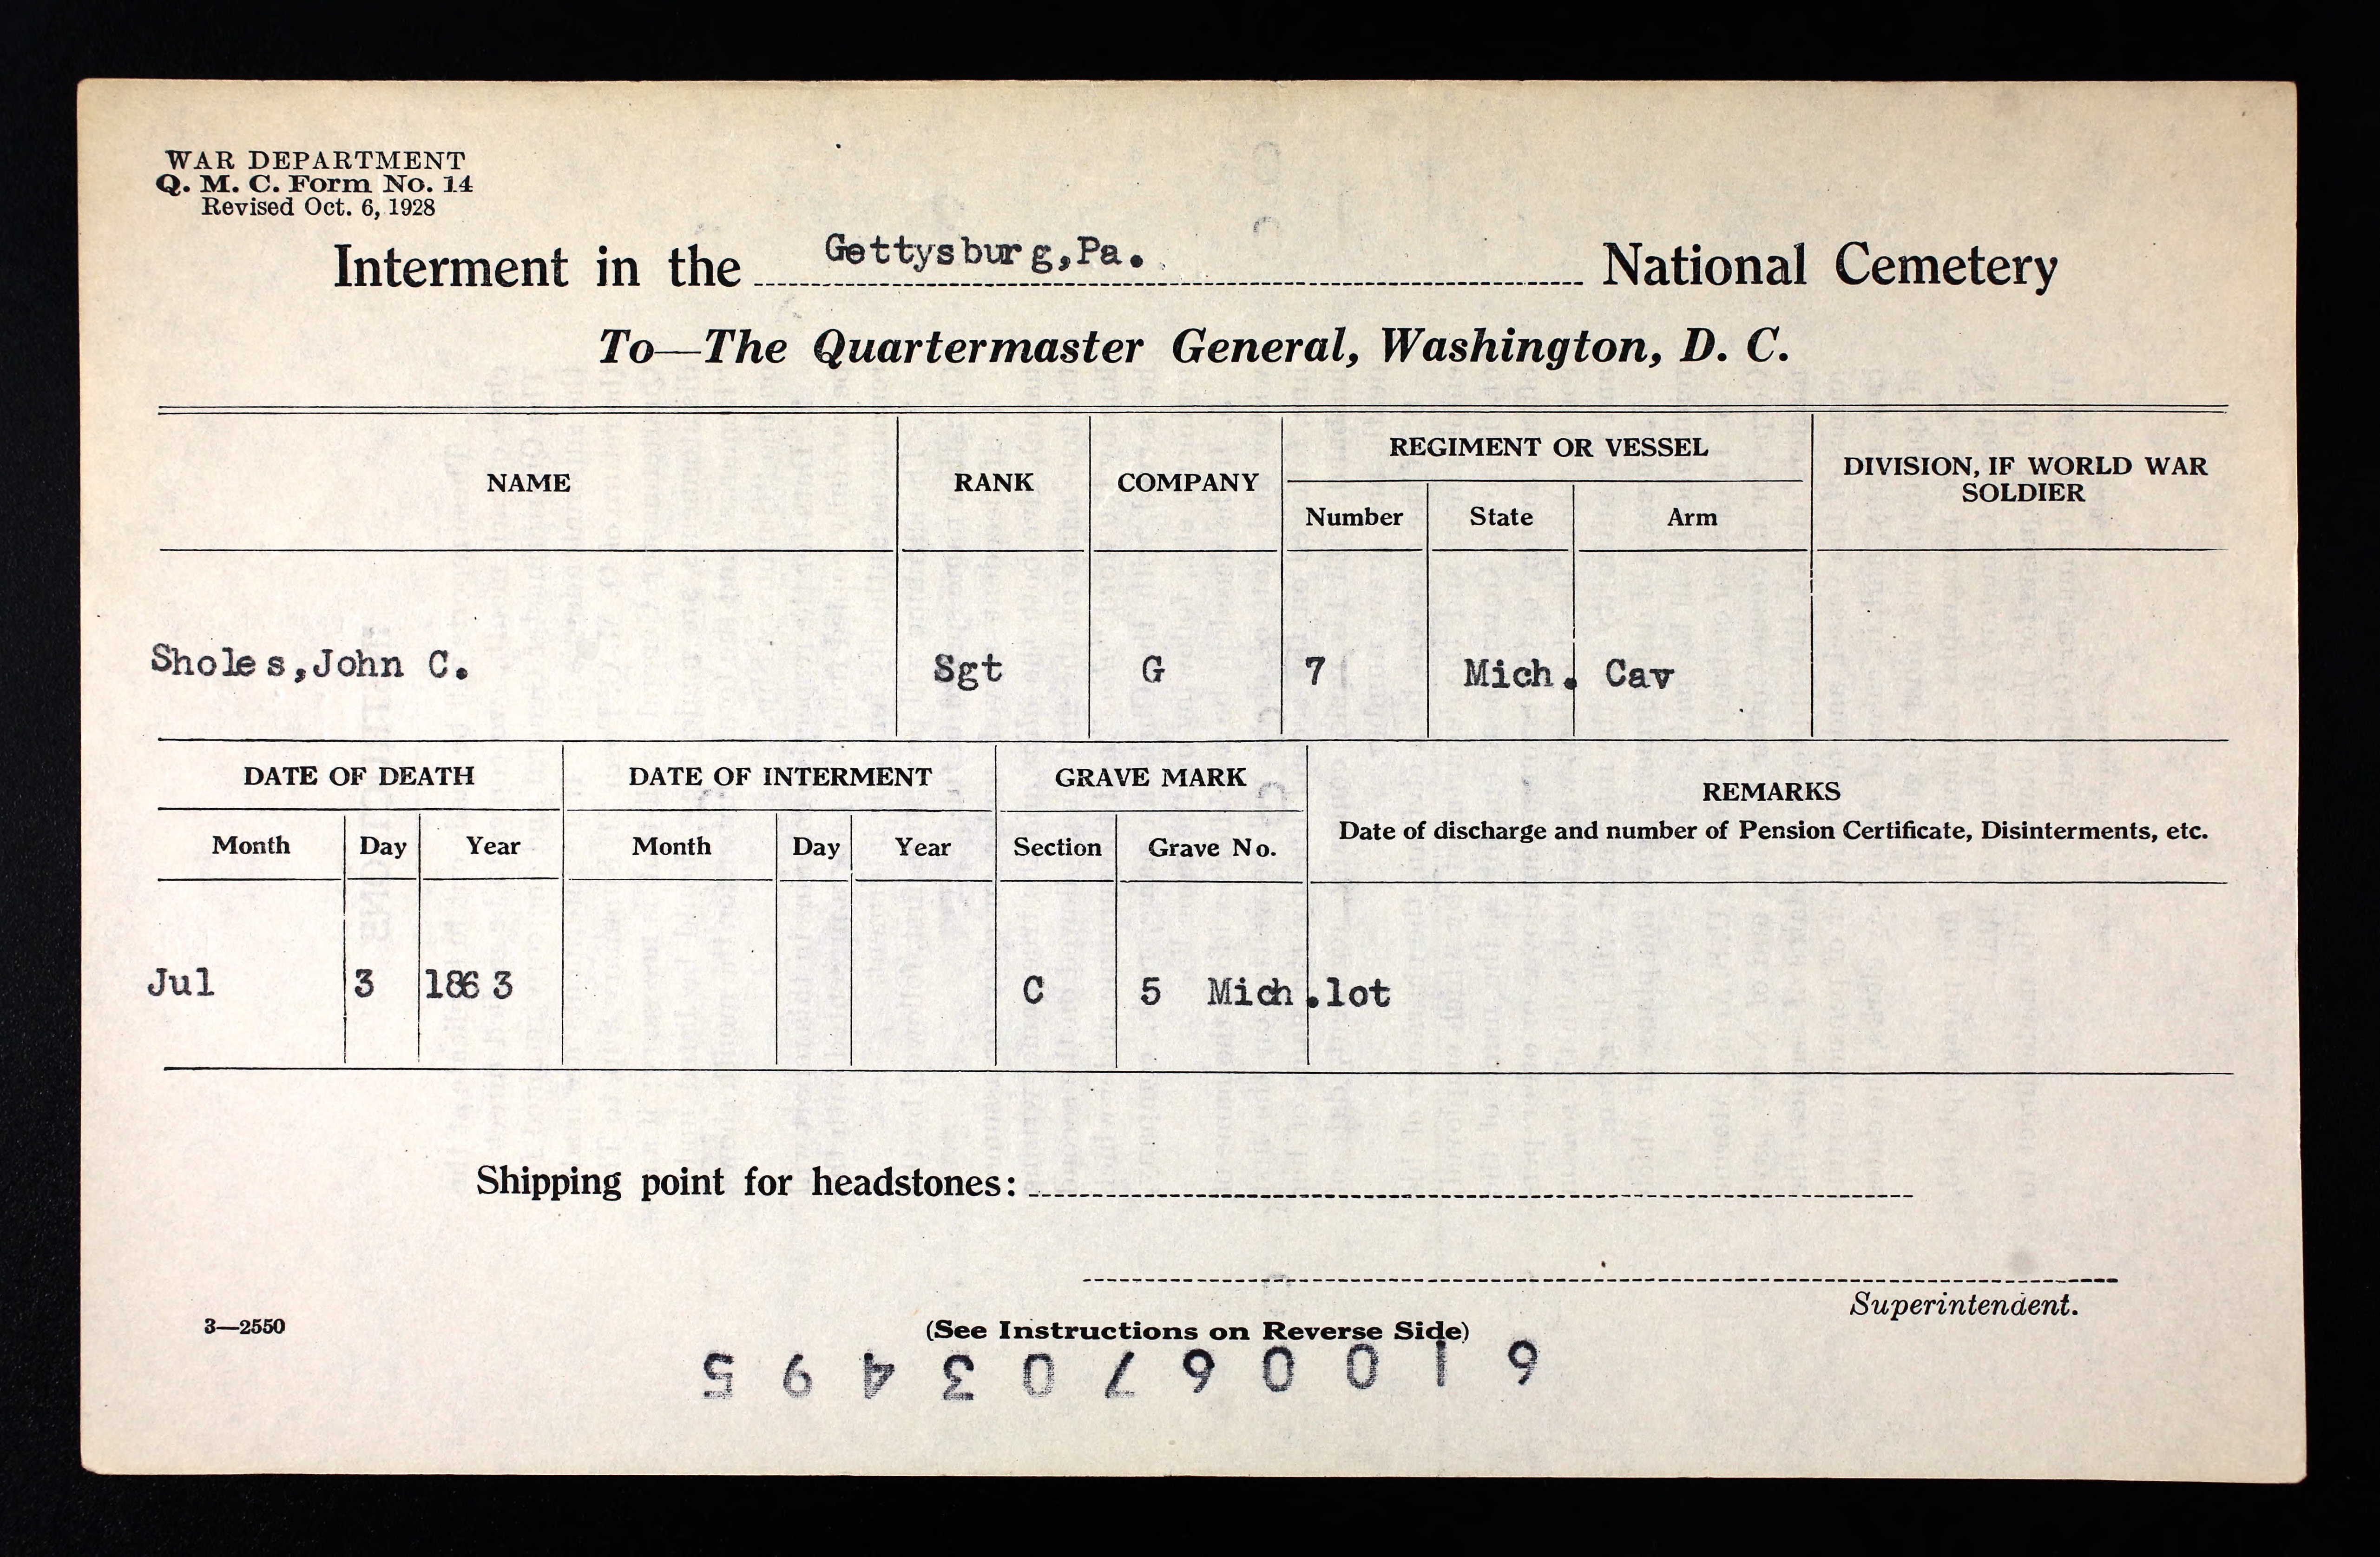 WAR DEPARTMENT
Q. M. C. Form No. 14
Revised Oct. 6, 1928
Interment in the Gettysburg,Pa. National Cemetery
To—The Quartermaster General, Washington, D. C.
NAME RANK COMPANY REGIMENT OR VESSEL DIVISION, IF WORLD WAR SOLDIER
Number State Arm
Sholes,John C. Sgt G 7 Mich. Cav
DATE OF DEATH DATE OF INTERMENT GRAVE MARK REMARKS
Date of discharge and number of Pension Certificate, Disinterments, etc.
Month Day Year Month Day Year Section Grave No.
Jul 3 1863 C 5 Mich.lot
Shipping point for headstones:
Superintendent.
3—2550
(See Instructions on Reverse Side)
61006703495